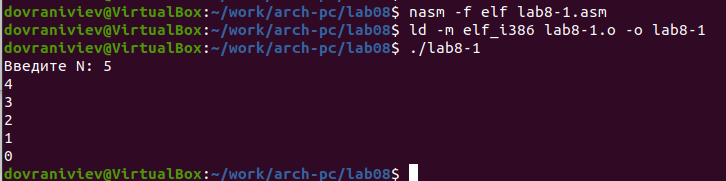 dovraniviev@VirtualBox:~/work/arch-pc/lab08$ nasm -f elf lab8-1.asm
dovraniviev@VirtualBox:~/work/arch-pc/lab08$ ld -m elf_i386 lab8-1.o -o lab8-1
dovraniviev@VirtualBox:~/work/arch-pc/lab08$ ./lab8-1
Введите N: 5
4
3
2
1
0
dovraniviev@VirtualBox:~/work/arch-pc/lab08$